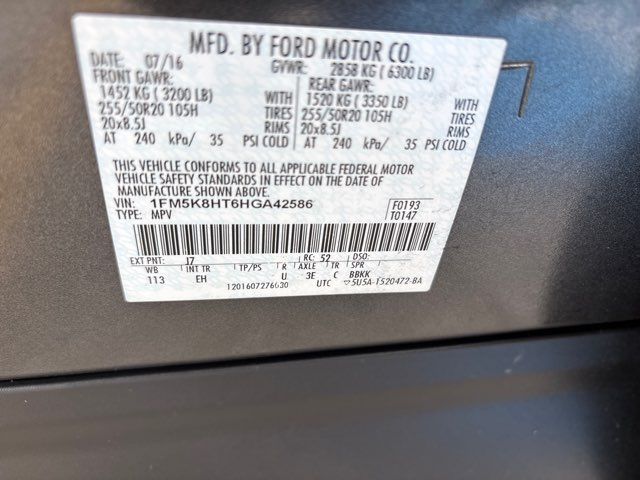 MFD. BY FORD MOTOR CO.
DATE: 07/16 GVWR: 2858 KG (6300 LB)
FRONT GAWR: REAR GAWR:
1452 KG (3200 LB) WITH 1520 KG (3350 LB) WITH
255/50R20 105H TIRES 255/50R20 105H TIRES
20x8.5J RIMS 20x8.5J RIMS
AT 240 kPa/ 35 PSI COLD AT 240 kPa/ 35 PSI COLD
THIS VEHICLE CONFORMS TO ALL APPLICABLE FEDERAL MOTOR
VEHICLE SAFETY STANDARDS IN EFFECT ON THE DATE OF
MANUFACTURE SHOWN ABOVE.
VIN: 1FM5K8HT6HGA42586 F0193
TYPE: MPV T0147
EXT PNT: J7 RC: 52 DSO:
WB INT TR TP/PS R AXLE TR SPR
113 EH U 3E C BBKK
1201607276030 UTC 5U5A-1520472-BA